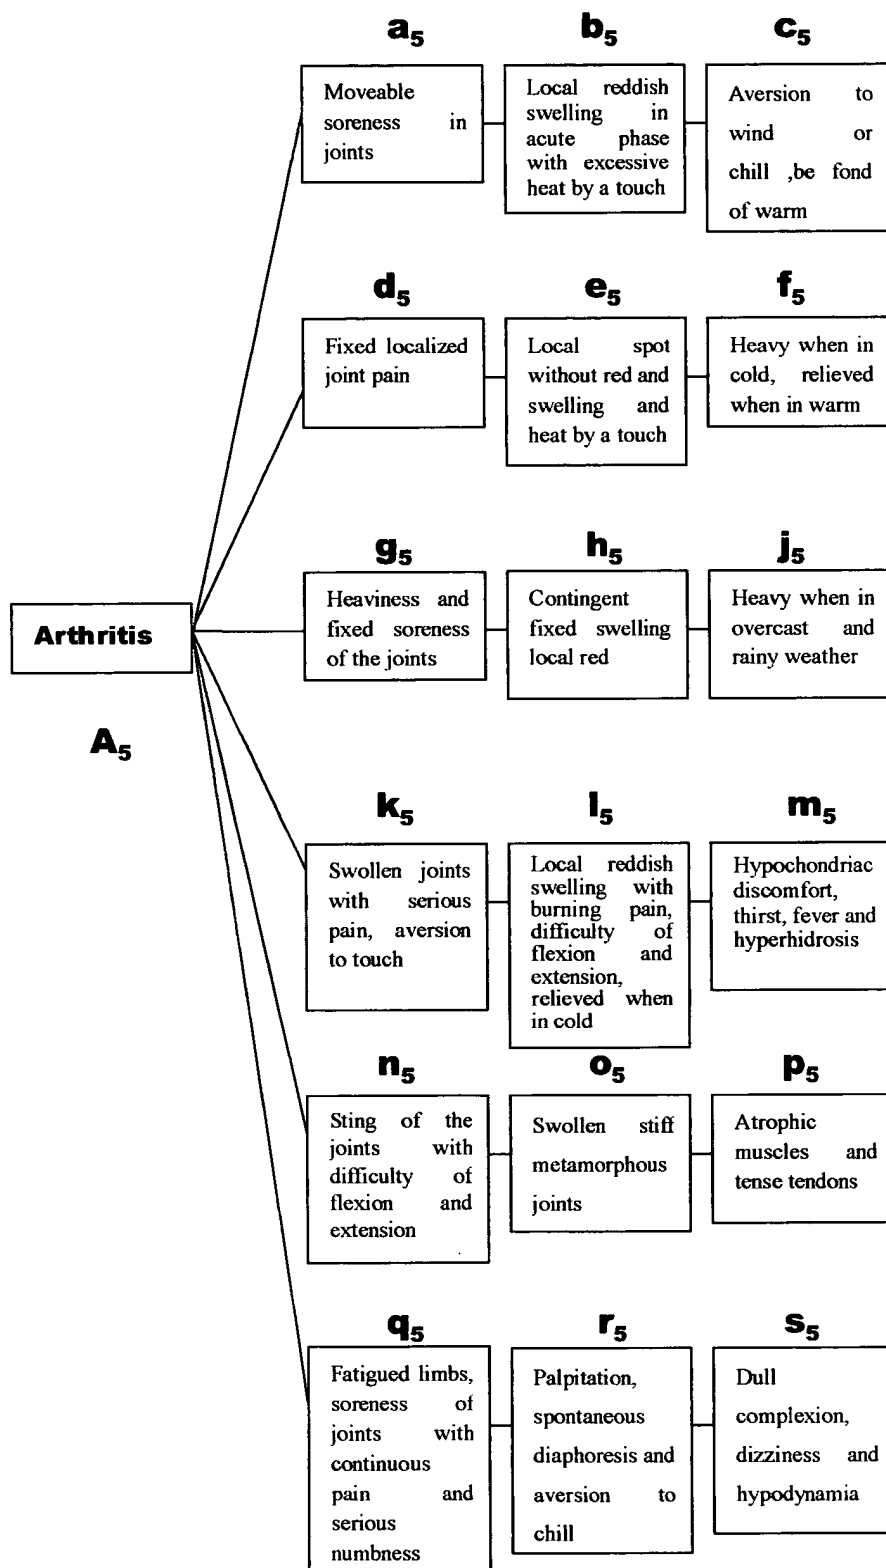 a5
b5
c5
Moveable
soreness in
joints
Local reddish
swelling in
acute phase
with excessive
heat by a touch
Aversion to
wind or
chill ,be fond
of warm
d5
e5
f5
Fixed localized
joint pain
Local spot
without red and
swelling and
heat by a touch
Heavy when in
cold, relieved
when in warm
g5
h5
j5
Heaviness and
fixed soreness
of the joints
Contingent
fixed swelling
local red
Heavy when in
overcast and
rainy weather
Arthritis
A5
k5
l5
m5
Swollen joints
with serious
pain, aversion
to touch
Local reddish
swelling with
burning pain,
difficulty of
flexion and
extension,
relieved when
in cold
Hypochondriac
discomfort,
thirst, fever and
hyperhidrosis
n5
o5
p5
Sting of the
joints with
difficulty of
flexion and
extension
Swollen stiff
metamorphous
joints
Atrophic
muscles and
tense tendons
q5
r5
s5
Fatigued limbs,
soreness of
joints with
continuous
pain and
serious
numbness
Palpitation,
spontaneous
diaphoresis and
aversion to
chill
Dull
complexion,
dizziness and
hypodynamia